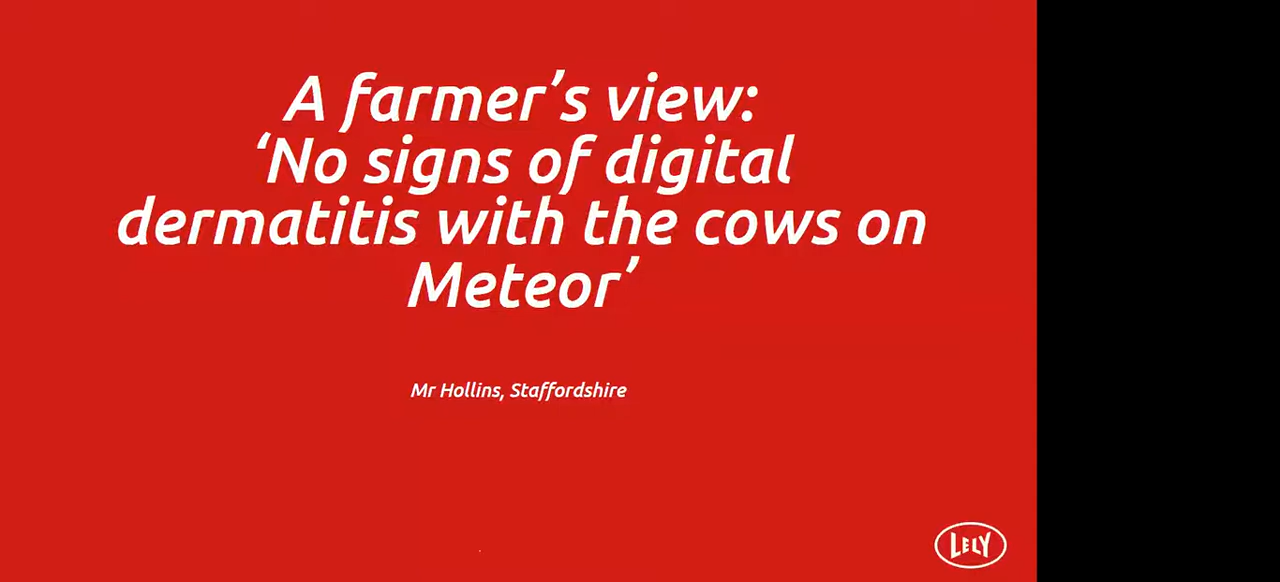 A farmer’s view:
‘No signs of digital
dermatitis with the cows on
Meteor’
Mr Hollins, Staffordshire
LELY